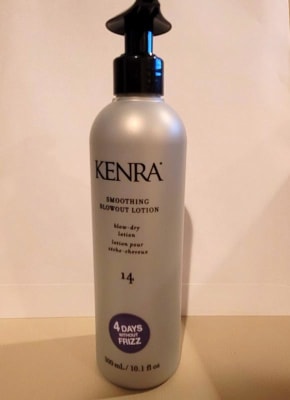 KENRA
SMOOTHING
BLOWOUT LOTION
blow-dry
lotion
lotion pour
sèche-cheveux
14
4 DAYS
WITHOUT
FRIZZ
300 mL / 10.1 fl oz